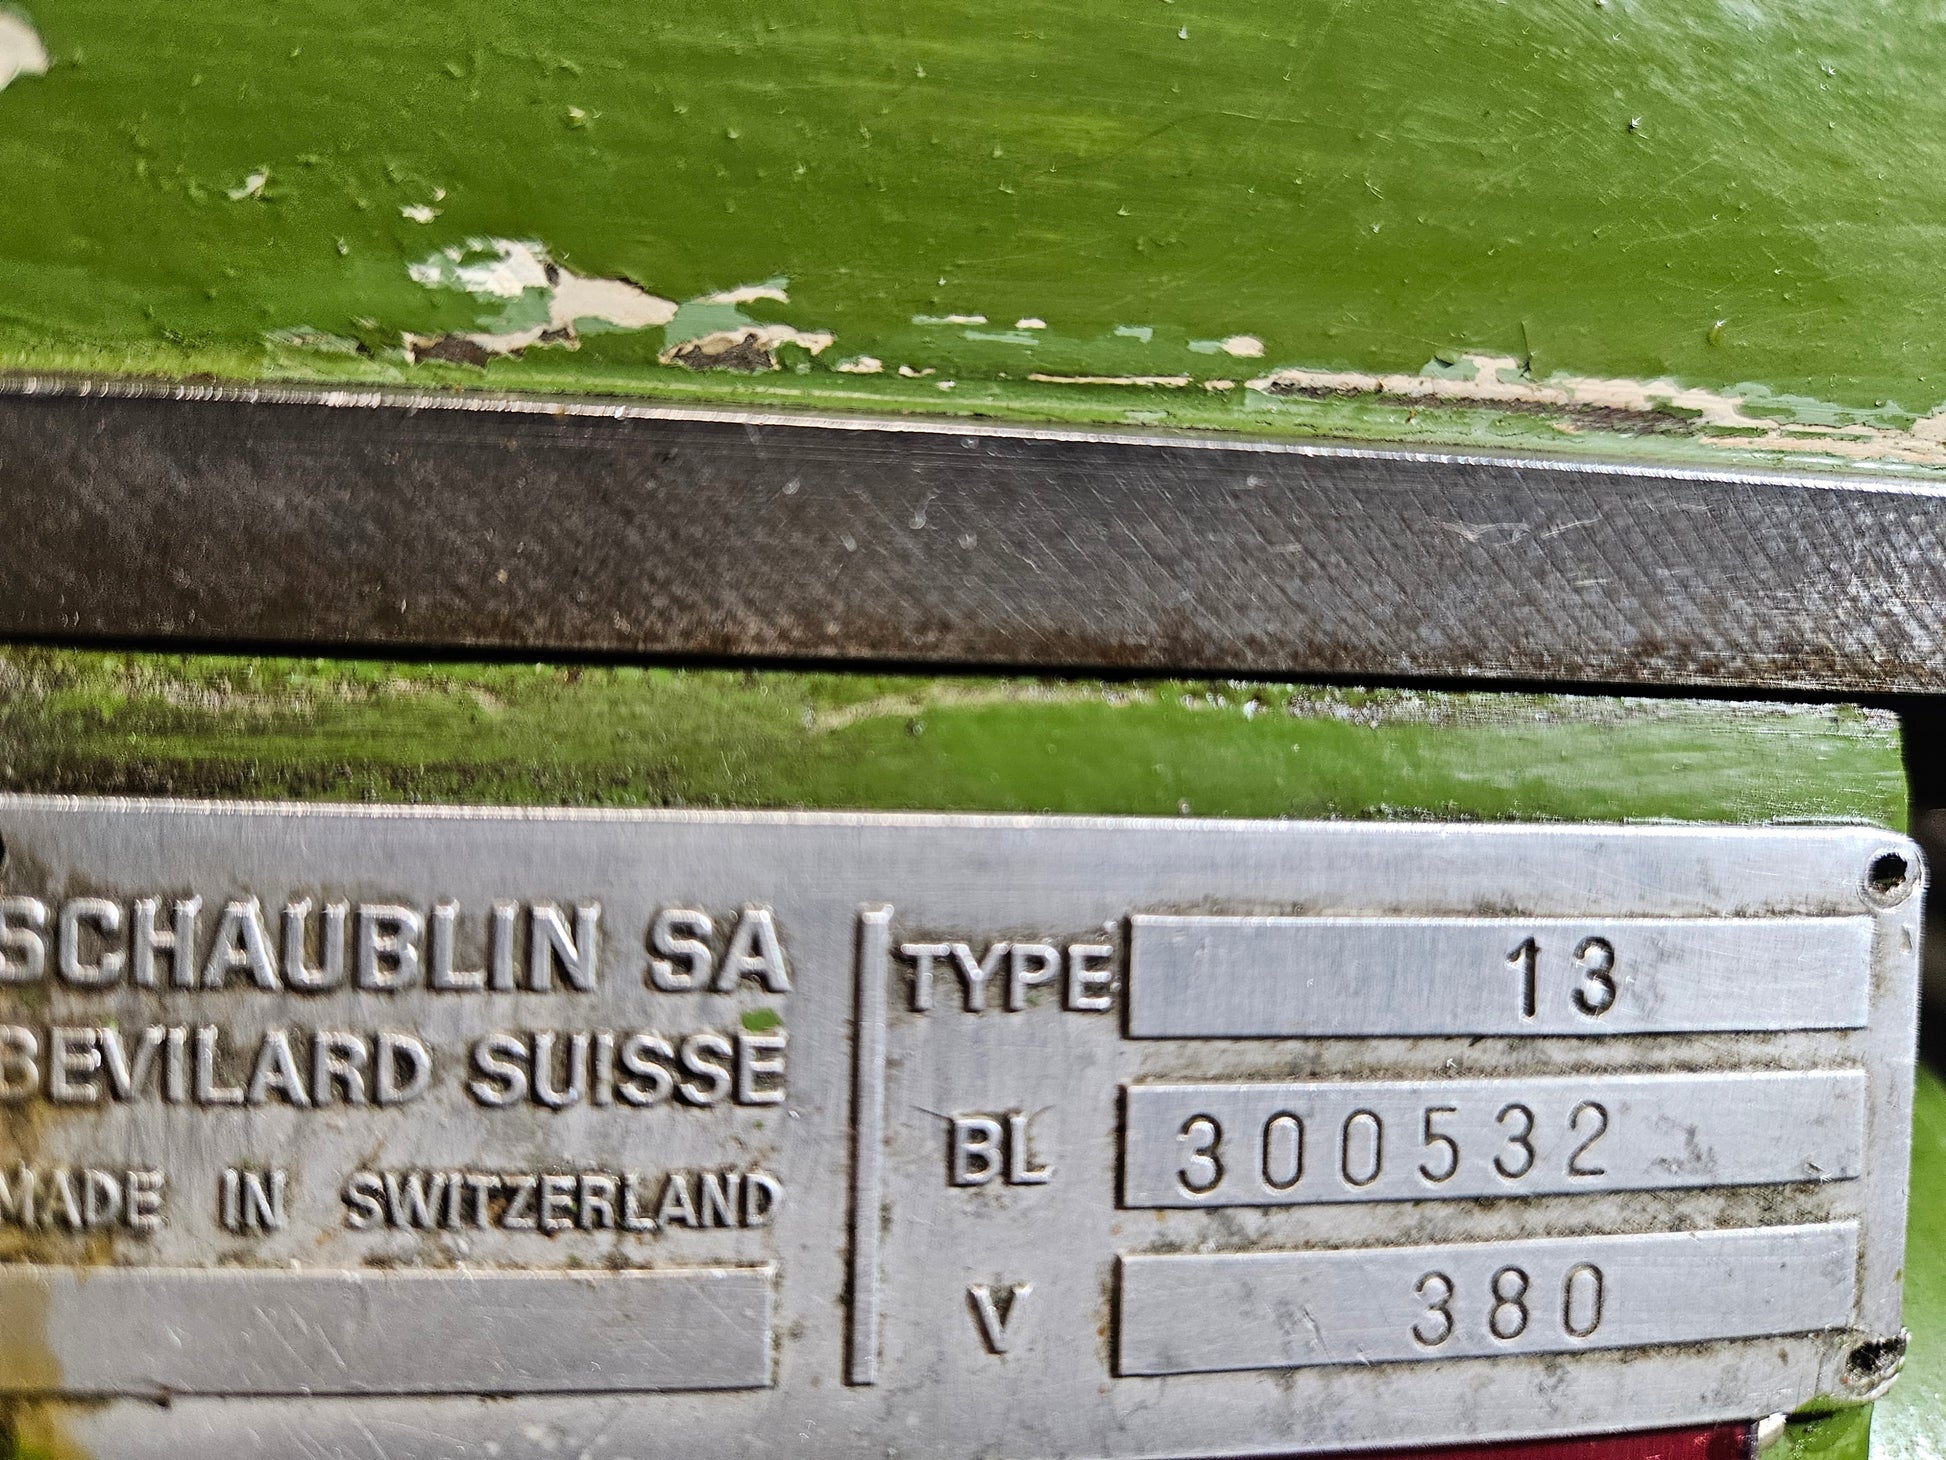 SCHAUBLIN SA
BEVILARD SUISSE
MADE IN SWITZERLAND
TYPE 13
BL 300532
V 380